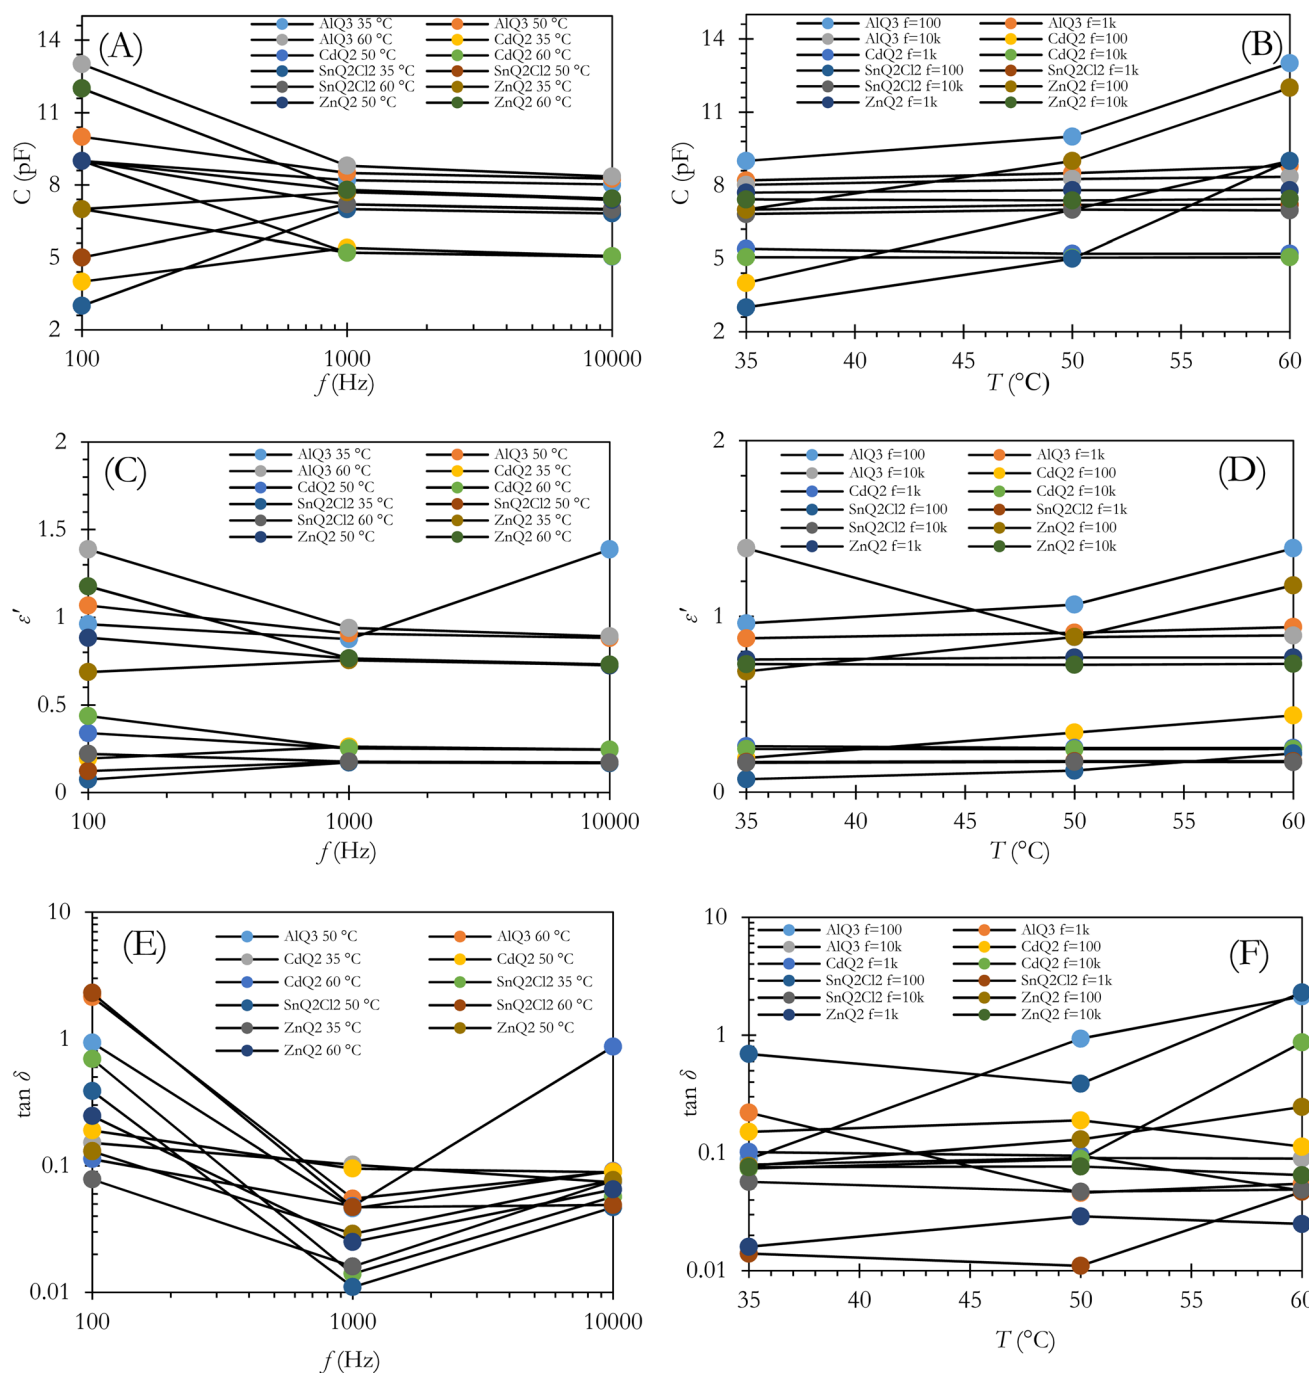 (A)
AlQ3 35 °C AlQ3 50 °C
AlQ3 60 °C CdQ2 35 °C
CdQ2 50 °C CdQ2 60 °C
SnQ2Cl2 35 °C SnQ2Cl2 50 °C
SnQ2Cl2 60 °C ZnQ2 35 °C
ZnQ2 50 °C ZnQ2 60 °C
C (pF)
14
11
8
5
2
100 1000 10000
f (Hz)
(B)
AlQ3 f=100 AlQ3 f=1k
AlQ3 f=10k CdQ2 f=100
CdQ2 f=1k CdQ2 f=10k
SnQ2Cl2 f=100 SnQ2Cl2 f=1k
SnQ2Cl2 f=10k ZnQ2 f=100
ZnQ2 f=1k ZnQ2 f=10k
C (pF)
14
11
8
5
2
35 40 45 50 55 60
T (°C)
(C)
AlQ3 35 °C AlQ3 50 °C
AlQ3 60 °C CdQ2 35 °C
CdQ2 50 °C CdQ2 60 °C
SnQ2Cl2 35 °C SnQ2Cl2 50 °C
SnQ2Cl2 60 °C ZnQ2 35 °C
ZnQ2 50 °C ZnQ2 60 °C
ε′
2
1.5
1
0.5
0
100 1000 10000
f (Hz)
(D)
AlQ3 f=100 AlQ3 f=1k
AlQ3 f=10k CdQ2 f=100
CdQ2 f=1k CdQ2 f=10k
SnQ2Cl2 f=100 SnQ2Cl2 f=1k
SnQ2Cl2 f=10k ZnQ2 f=100
ZnQ2 f=1k ZnQ2 f=10k
ε′
2
1.5
1
0.5
0
35 40 45 50 55 60
T (°C)
(E)
AlQ3 50 °C AlQ3 60 °C
CdQ2 35 °C CdQ2 50 °C
CdQ2 60 °C SnQ2Cl2 35 °C
SnQ2Cl2 50 °C SnQ2Cl2 60 °C
ZnQ2 35 °C ZnQ2 50 °C
ZnQ2 60 °C
tan δ
10
1
0.1
0.01
100 1000 10000
f (Hz)
(F)
AlQ3 f=100 AlQ3 f=1k
AlQ3 f=10k CdQ2 f=100
CdQ2 f=1k CdQ2 f=10k
SnQ2Cl2 f=100 SnQ2Cl2 f=1k
SnQ2Cl2 f=10k ZnQ2 f=100
ZnQ2 f=1k ZnQ2 f=10k
tan δ
10
1
0.1
0.01
35 40 45 50 55 60
T (°C)